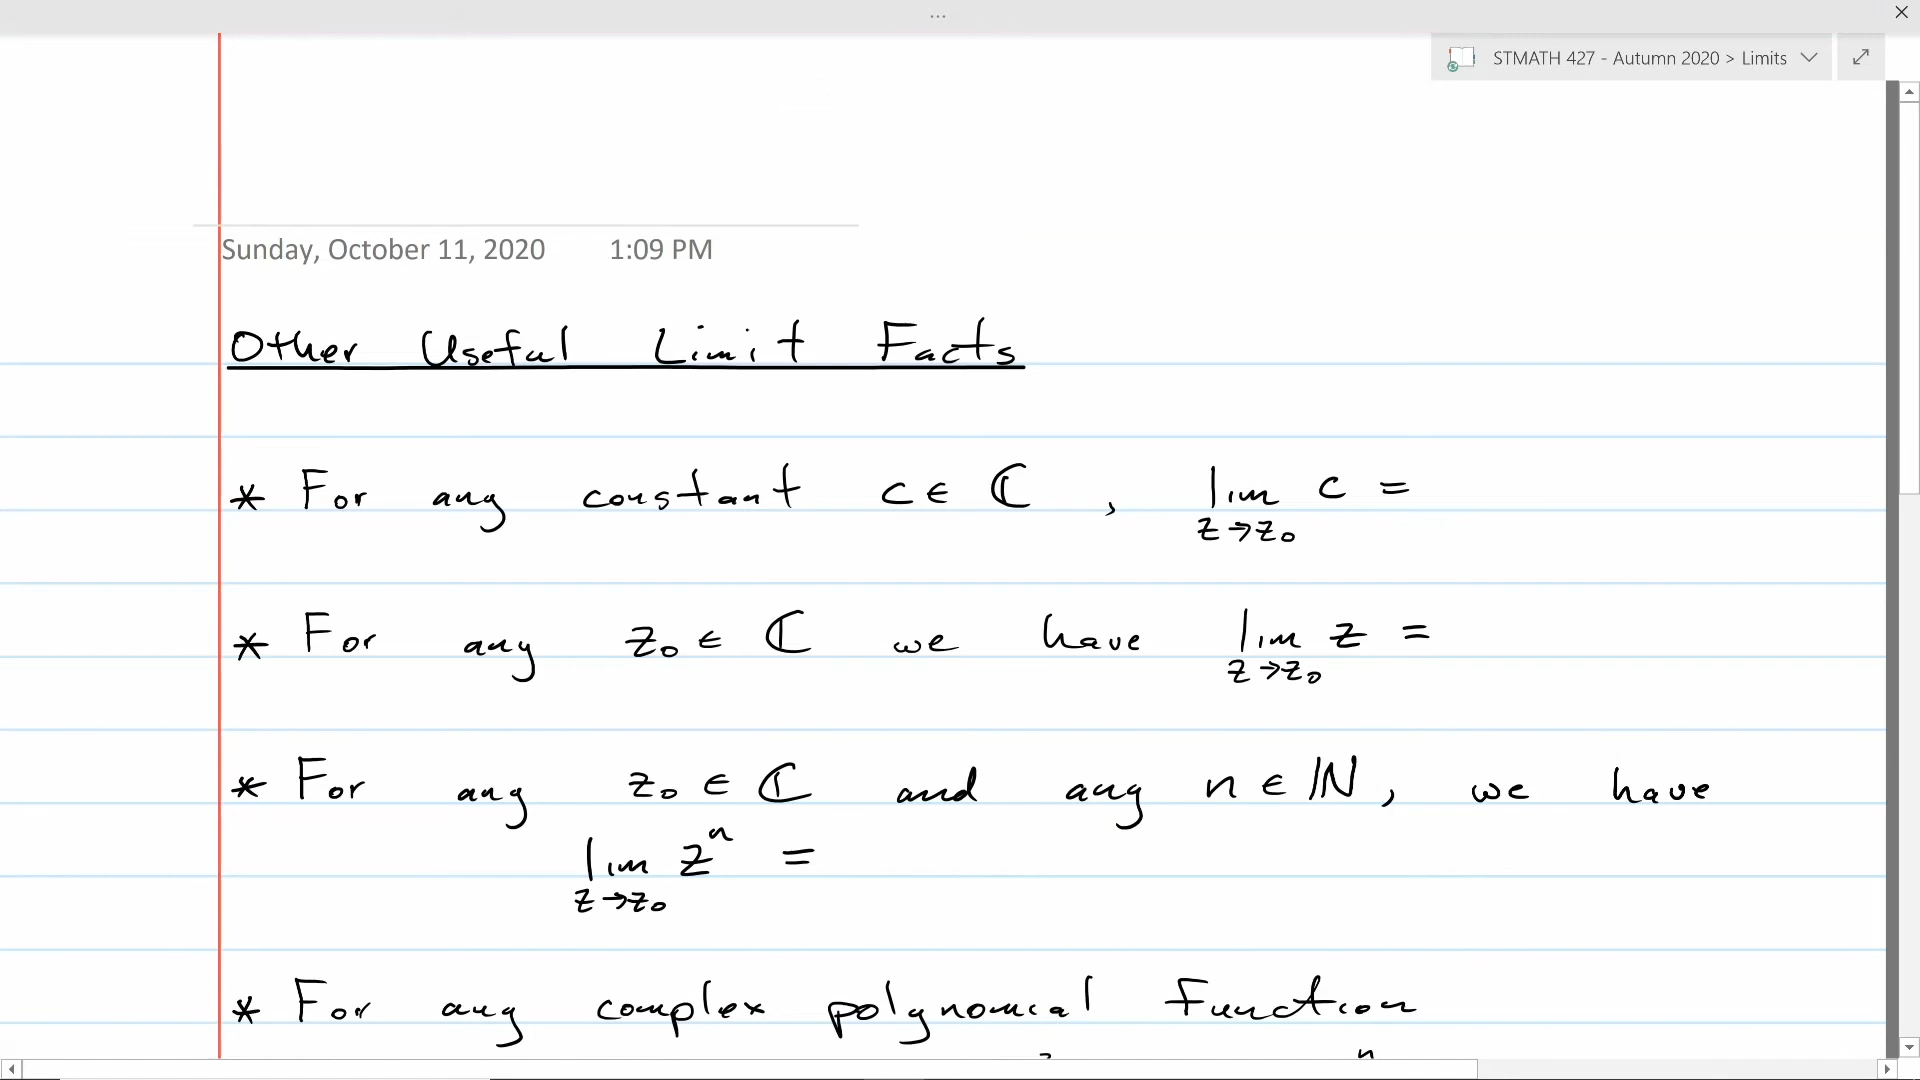 ...
STMATH 427 - Autumn 2020 > Limits
Sunday, October 11, 2020 1:09 PM
Other Useful Limit Facts
* For any constant c ∈ ℂ , lim c =
z→z₀
* For any z₀ ∈ ℂ we have lim z =
z→z₀
* For any z₀ ∈ ℂ and any n ∈ ℕ, we have
lim zⁿ =
z→z₀
* For any complex polynomial function